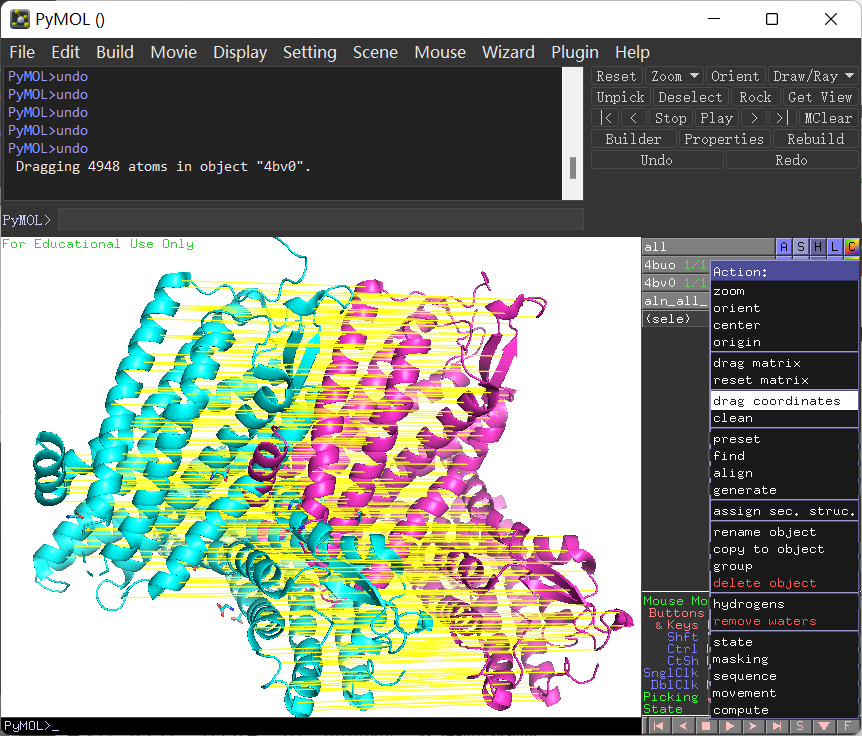 PyMOL ()
File Edit Build Movie Display Setting Scene Mouse Wizard Plugin Help
PyMOL>undo
PyMOL>undo
PyMOL>undo
PyMOL>undo
PyMOL>undo
Dragging 4948 atoms in object "4bv0".
Reset Zoom Orient Draw/Ray
Unpick Deselect Rock Get View
|< < Stop Play > >| MClear
Builder Properties Rebuild
Undo Redo
PyMOL>
For Educational Use Only
all A S H L C
4buo 1/1
4bv0 1/1
aln_all_
(sele)
Action:
zoom
orient
center
origin
drag matrix
reset matrix
drag coordinates
clean
preset
find
align
generate
assign sec. struc.
rename object
copy to object
group
delete object
hydrogens
remove waters
state
masking
sequence
movement
compute
Mouse Mo
Buttons
& Keys
Shft
Ctrl
CtSh
SnglClk
DblClk
Picking
State
PyMOL>_
S F